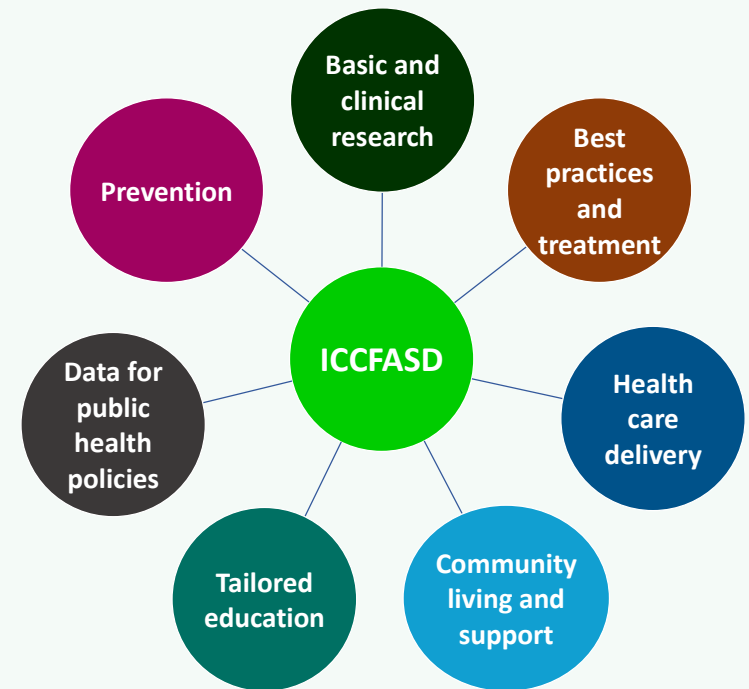 Basic and
clinical
research
Best
practices
and
treatment
Prevention
ICCFASD
Data for
public
health
policies
Health
care
delivery
Tailored
education
Community
living and
support